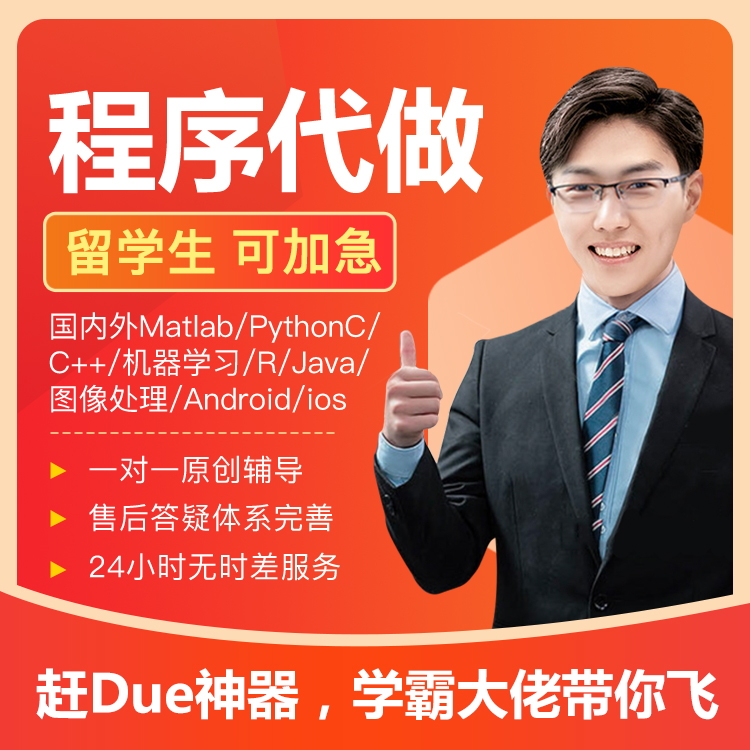 程序代做
留学生 可加急
国内外Matlab/PythonC/
C++/机器学习/R/Java/
图像处理/Android/ios
一对一原创辅导
售后答疑体系完善
24小时无时差服务
赶Due神器，学霸大佬带你飞